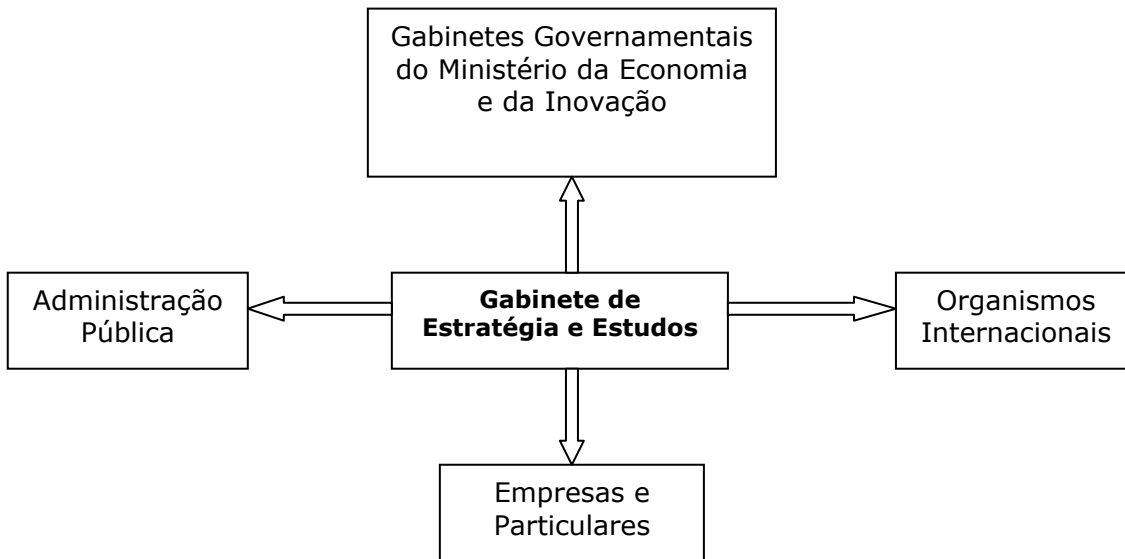 Gabinetes Governamentais
do Ministério da Economia
e da Inovação
Administração
Pública
Gabinete de
Estratégia e Estudos
Organismos
Internacionais
Empresas e
Particulares